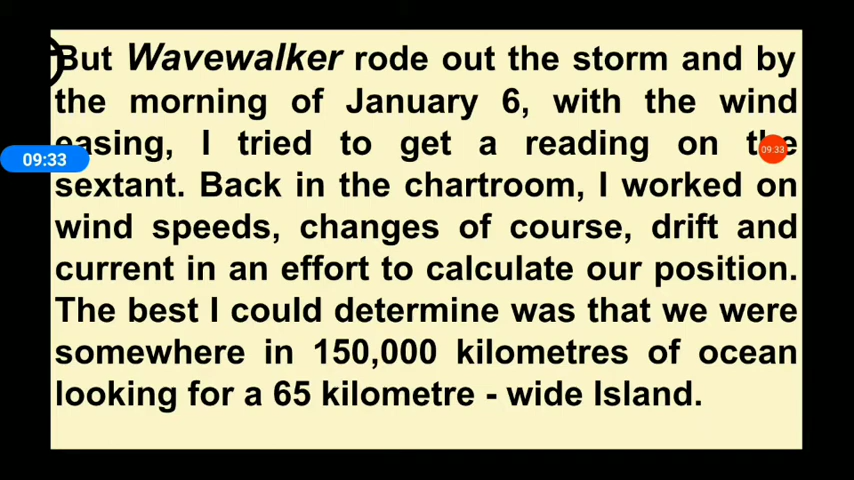 But Wavewalker rode out the storm and by
the morning of January 6, with the wind
easing, I tried to get a reading on the
sextant. Back in the chartroom, I worked on
wind speeds, changes of course, drift and
current in an effort to calculate our position.
The best I could determine was that we were
somewhere in 150,000 kilometres of ocean
looking for a 65 kilometre - wide Island.
09:33
09:33